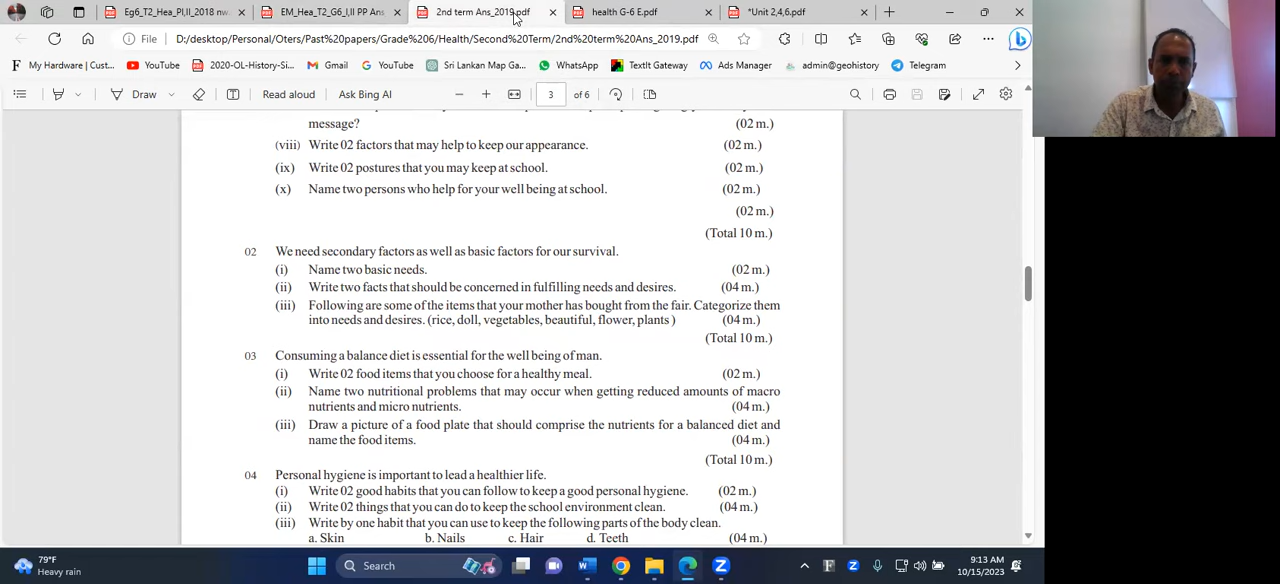 Eg6_T2_Hea_PI,II_2018 nw
EM_Hea_T2_G6_I,II PP Ans
2nd term Ans_2019.pdf
health G-6 E.pdf
*Unit 2,4,6.pdf
File
D:/desktop/Personal/Oters/Past%20papers/Grade%206/Health/Second%20Term/2nd%20term%20Ans_2019.pdf
My Hardware | Cust...
YouTube
2020-OL-History-Si...
Gmail
YouTube
Sri Lankan Map Ga...
WhatsApp
TextIt Gateway
Ads Manager
admin@geohistory
Telegram
Draw
Read aloud
Ask Bing AI
3 of 6
message? (02 m.)
(viii) Write 02 factors that may help to keep our appearance. (02 m.)
(ix) Write 02 postures that you may keep at school. (02 m.)
(x) Name two persons who help for your well being at school. (02 m.)
(02 m.)
(Total 10 m.)
02 We need secondary factors as well as basic factors for our survival.
(i) Name two basic needs. (02 m.)
(ii) Write two facts that should be concerned in fulfilling needs and desires. (04 m.)
(iii) Following are some of the items that your mother has bought from the fair. Categorize them
into needs and desires. (rice, doll, vegetables, beautiful, flower, plants ) (04 m.)
(Total 10 m.)
03 Consuming a balance diet is essential for the well being of man.
(i) Write 02 food items that you choose for a healthy meal. (02 m.)
(ii) Name two nutritional problems that may occur when getting reduced amounts of macro
nutrients and micro nutrients. (04 m.)
(iii) Draw a picture of a food plate that should comprise the nutrients for a balanced diet and
name the food items. (04 m.)
(Total 10 m.)
04 Personal hygiene is important to lead a healthier life.
(i) Write 02 good habits that you can follow to keep a good personal hygiene. (02 m.)
(ii) Write 02 things that you can do to keep the school environment clean. (04 m.)
(iii) Write by one habit that you can use to keep the following parts of the body clean.
a. Skin b. Nails c. Hair d. Teeth (04 m.)
79°F
Heavy rain
Search
9:13 AM
10/15/2023